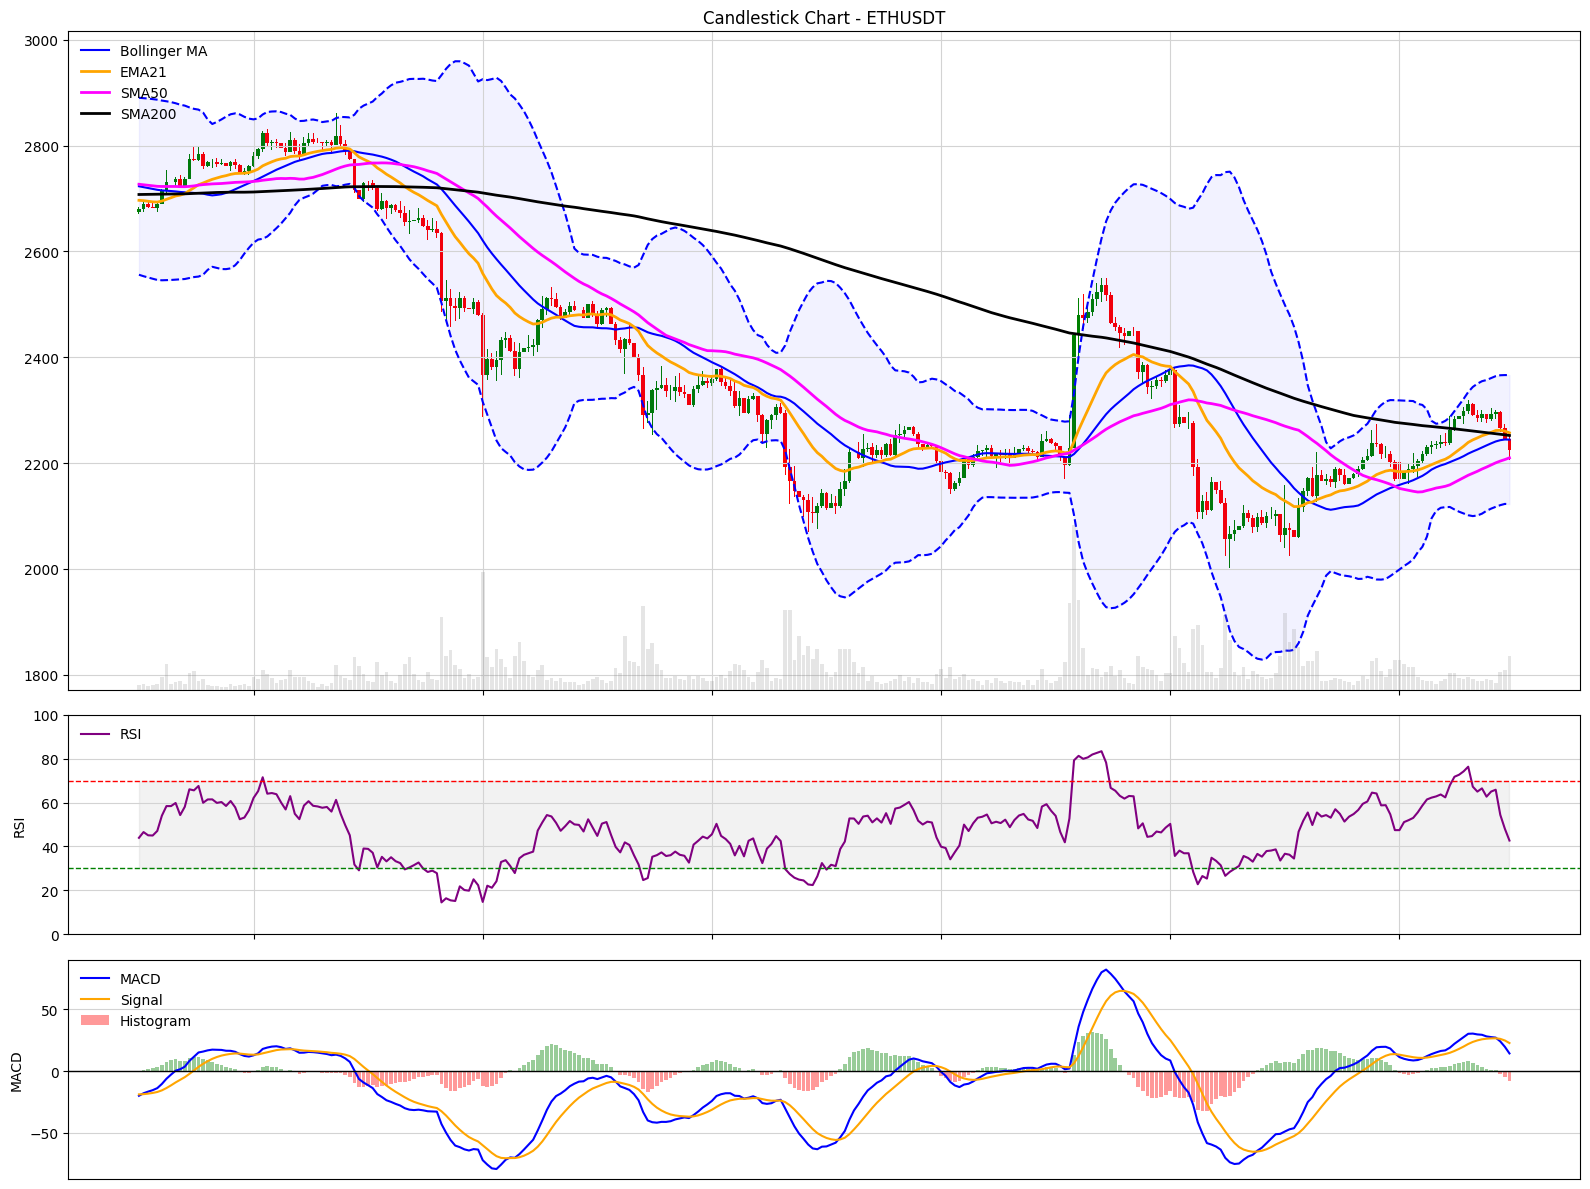 Candlestick Chart - ETHUSDT
3000
2800
2600
2400
2200
2000
1800
Bollinger MA
EMA21
SMA50
SMA200
100
80
60
40
20
0
RSI
RSI
50
0
−50
MACD
MACD
Signal
Histogram